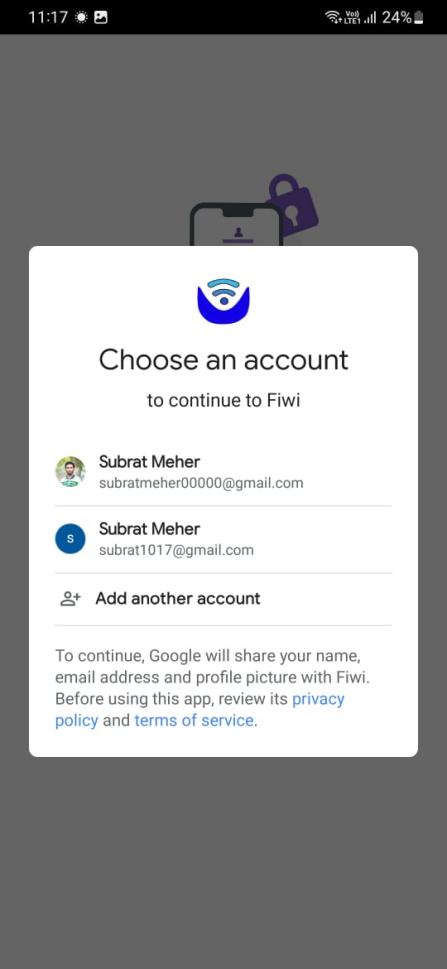 11:17 Vo) LTE1 24%
Choose an account
to continue to Fiwi
Subrat Meher
subratmeher00000@gmail.com
S
Subrat Meher
subrat1017@gmail.com
Add another account
To continue, Google will share your name,
email address and profile picture with Fiwi.
Before using this app, review its privacy
policy and terms of service.